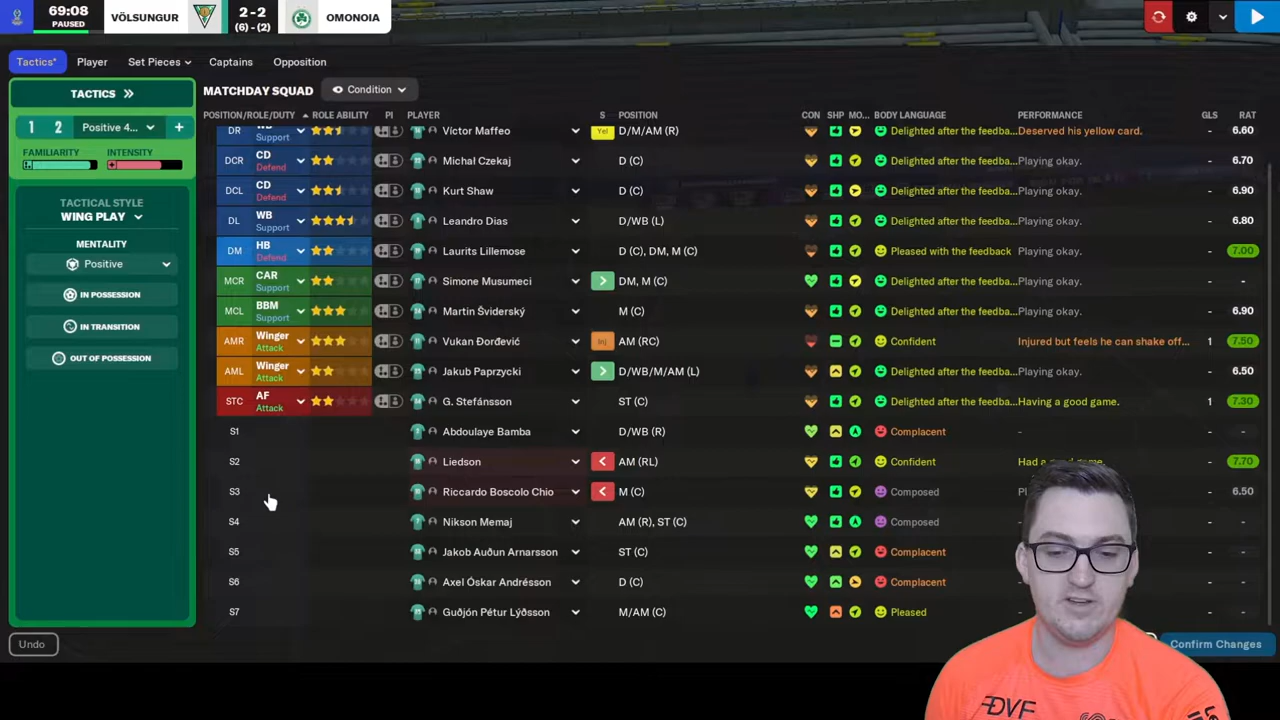 69:08
PAUSED
VÖLSUNGUR
2-2
(6) - (2)
OMONOIA
Tactics*
Player
Set Pieces
Captains
Opposition
TACTICS
1 2 Positive 4... +
FAMILIARITY
INTENSITY
TACTICAL STYLE
WING PLAY
MENTALITY
Positive
IN POSSESSION
IN TRANSITION
OUT OF POSSESSION
MATCHDAY SQUAD
Condition
POSITION/ROLE/DUTY ROLE ABILITY PI PLAYER S POSITION CON SHP MO... BODY LANGUAGE PERFORMANCE GLS RAT
DR WB Support Víctor Maffeo Yel D/M/AM (R) Delighted after the feedba... Deserved his yellow card. - 6.60
DCR CD Defend Michał Czekaj D (C) Delighted after the feedba... Playing okay. - 6.70
DCL CD Defend Kurt Shaw D (C) Delighted after the feedba... Playing okay. - 6.90
DL WB Support Leandro Dias D/WB (L) Delighted after the feedba... Playing okay. - 6.80
DM HB Defend Laurits Lillemose D (C), DM, M (C) Pleased with the feedback Playing okay. - 7.00
MCR CAR Support Simone Musumeci DM, M (C) Delighted after the feedba... Playing okay. - -
MCL BBM Support Martin Šviderský M (C) Delighted after the feedba... Playing okay. - 6.90
AMR Winger Attack Vukan Đorđević Inj AM (RC) Confident Injured but feels he can shake off... 1 7.50
AML Winger Attack Jakub Paprzycki D/WB/M/AM (L) Delighted after the feedba... Playing okay. - 6.50
STC AF Attack G. Stefánsson ST (C) Delighted after the feedba... Having a good game. 1 7.30
S1 Abdoulaye Bamba D/WB (R) Complacent - - -
S2 Liedson AM (RL) Confident Had a good game. - 7.70
S3 Riccardo Boscolo Chio M (C) Composed - 6.50
S4 Nikson Memaj AM (R), ST (C) Composed - -
S5 Jakob Auðun Arnarsson ST (C) Complacent - -
S6 Axel Óskar Andrésson D (C) Complacent - -
S7 Guðjón Pétur Lýðsson M/AM (C) Pleased - - -
Undo
Confirm Changes